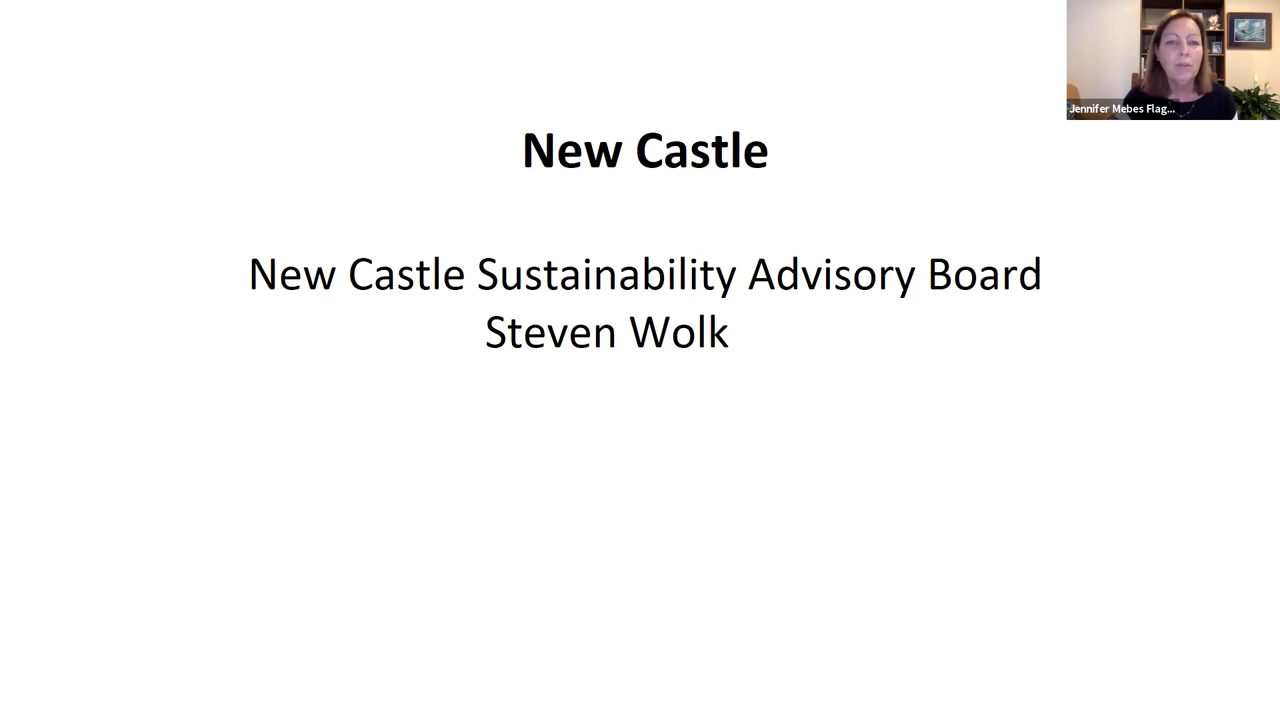 New Castle
New Castle Sustainability Advisory Board
Steven Wolk
Jennifer Mebes Flag...